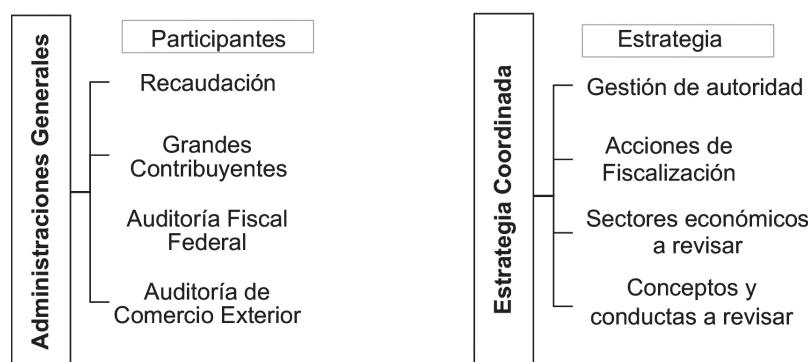 Administraciones Generales
Participantes
Recaudación
Grandes
Contribuyentes
Auditoría Fiscal
Federal
Auditoría de
Comercio Exterior
Estrategia Coordinada
Estrategia
Gestión de autoridad
Acciones de
Fiscalización
Sectores económicos
a revisar
Conceptos y
conductas a revisar